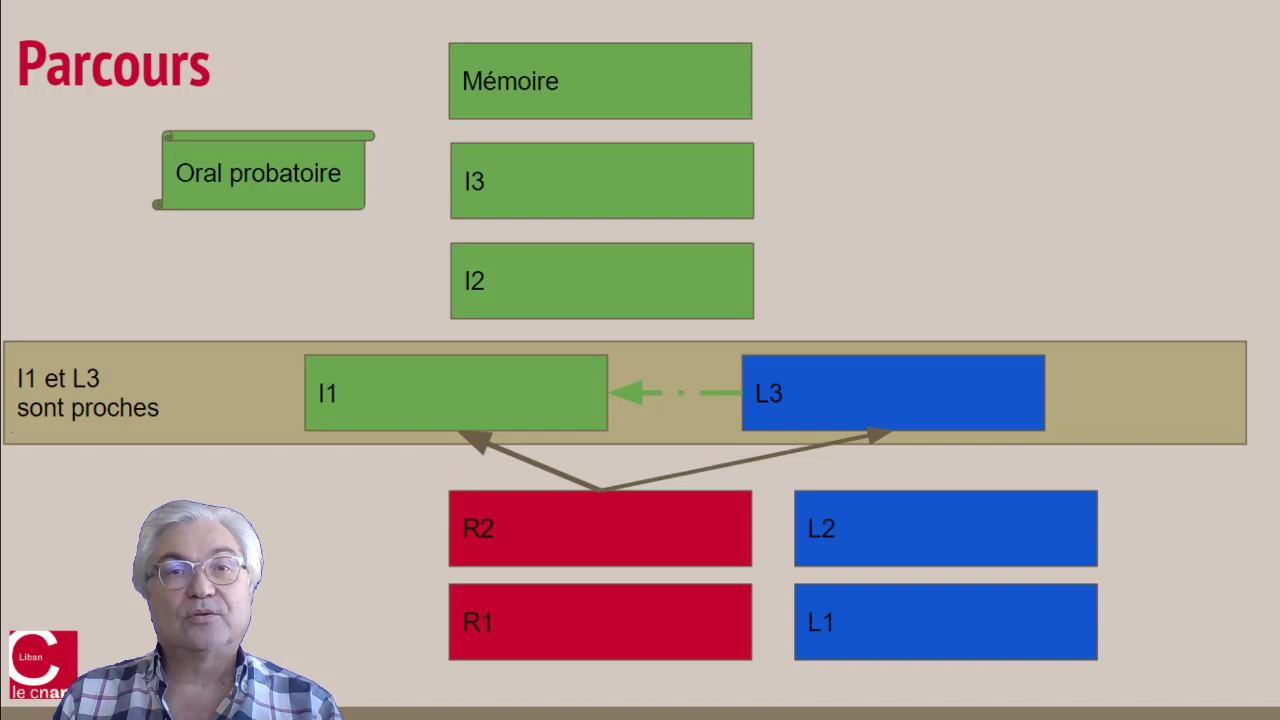 Parcours
Mémoire
Oral probatoire
I3
I2
I1 et L3
sont proches
I1
L3
R2
L2
R1
L1
Liban
le cnar